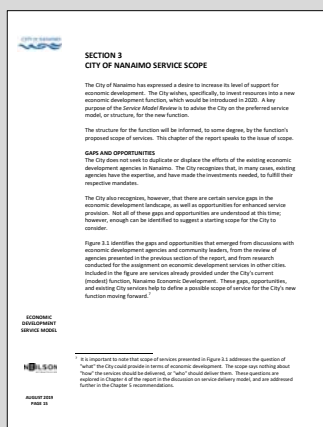 CITY OF NANAIMO
SECTION 3
CITY OF NANAIMO SERVICE SCOPE
The City of Nanaimo has expressed a desire to increase its level of support for
economic development. The City wishes, specifically, to invest resources into a new
economic development function, which would be introduced in 2020. A key
purpose of the Service Model Review is to advise the City on the preferred service
model, or structure, for the new function.
The structure for the function will be informed, to some degree, by the function's
proposed scope of services. This chapter of the report speaks to the issue of scope.
GAPS AND OPPORTUNITIES
The City does not seek to duplicate or displace the efforts of the existing economic
development agencies in Nanaimo. The City recognizes that, in many cases, existing
agencies have the expertise, and have made the investments needed, to fulfill their
respective mandates.
The City also recognizes, however, that there are certain service gaps in the
economic development landscape, as well as opportunities for enhanced service
provision. Not all of these gaps and opportunities are understood at this time;
however, enough can be identified to suggest a starting scope for the City to
consider.
Figure 3.1 identifies the gaps and opportunities that emerged from discussions with
economic development agencies and community leaders, from the review of
agencies presented in the previous section of the report, and from research
conducted for the assignment on economic development services in other cities.
Included in the figure are services already provided under the City's current
(modest) function, Nanaimo Economic Development. These gaps, opportunities,
and existing City services help to define a possible scope of service for the City's new
function moving forward.7
ECONOMIC
DEVELOPMENT
SERVICE MODEL
7 It is important to note that scope of services presented in Figure 3.1 addresses the question of
"what" the City could provide in terms of economic development. The scope says nothing about
"how" the services should be delivered, or "who" should deliver them. These questions are
explored in Chapter 4 of the report in the discussion on service delivery model, and are addressed
further in the Chapter 5 recommendations.
NEILSON
AUGUST 2019
PAGE 15